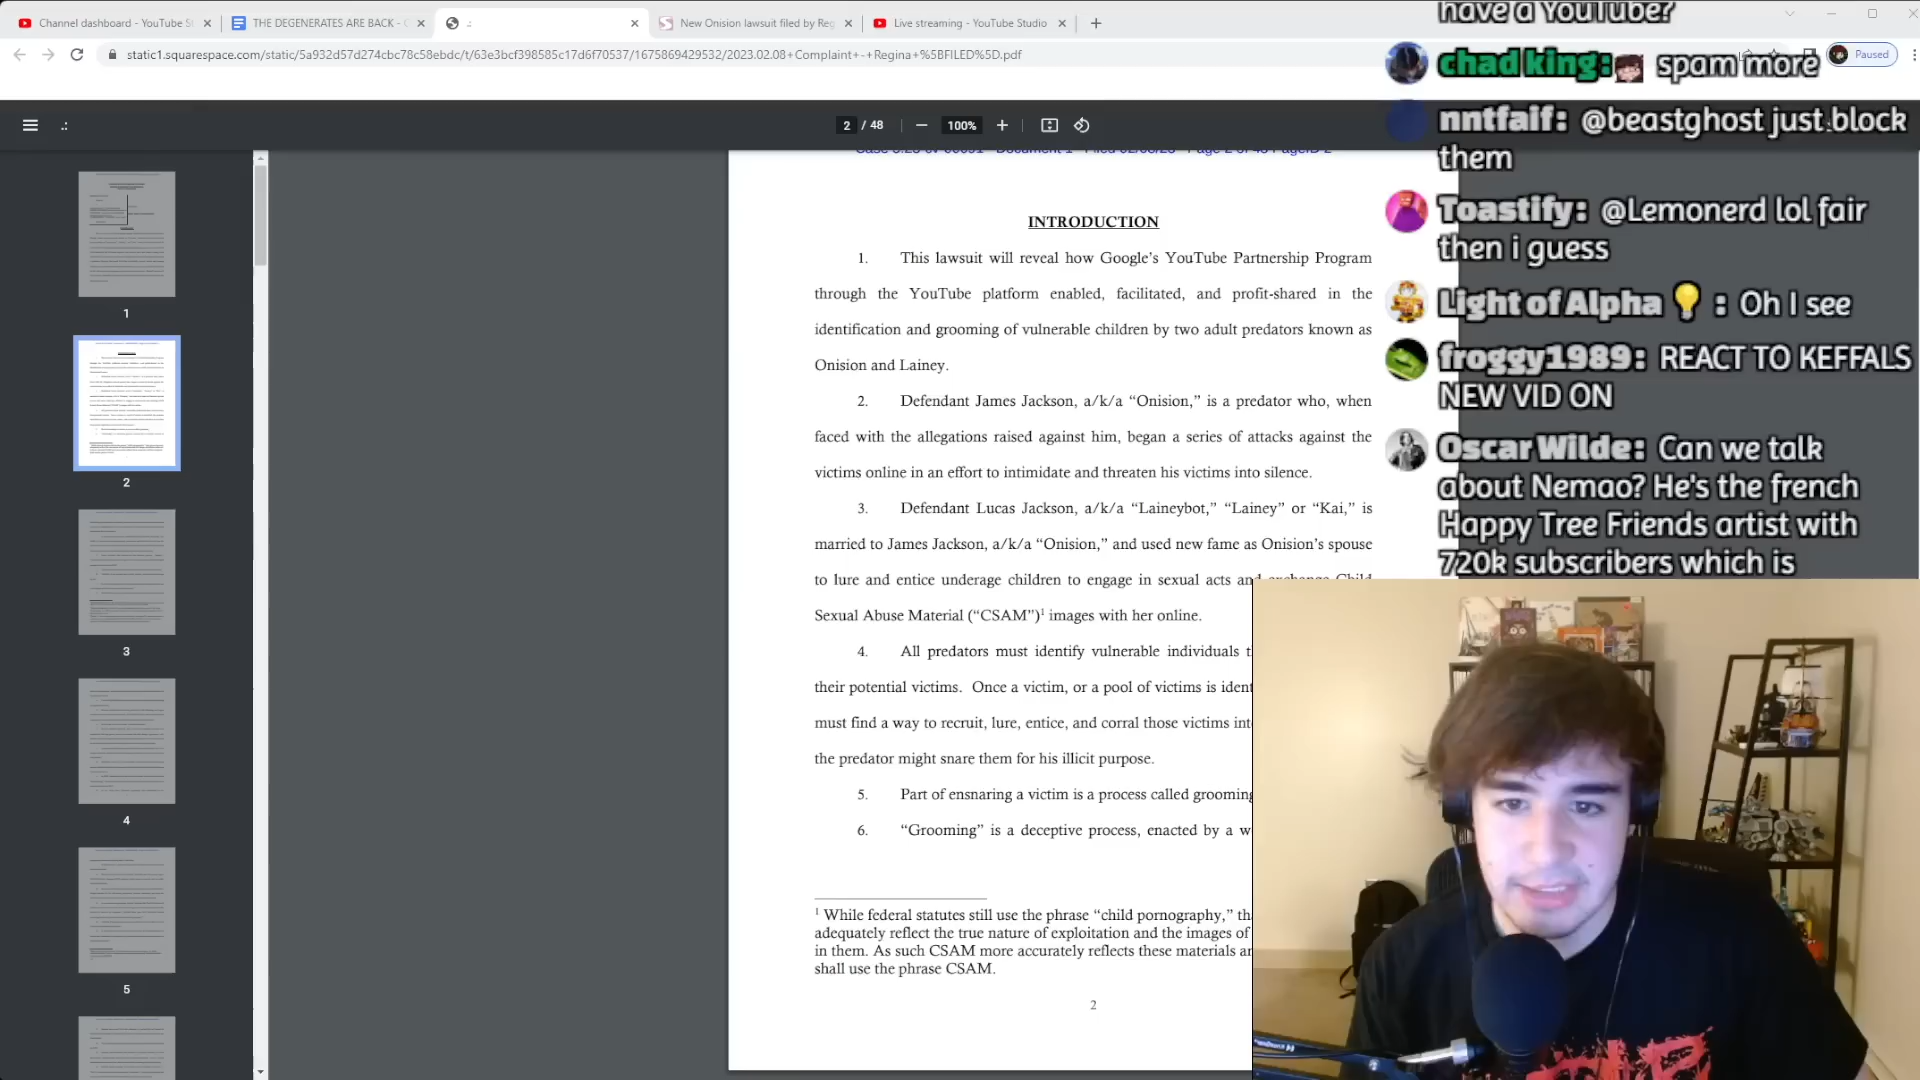 Channel dashboard - YouTube St
THE DEGENERATES ARE BACK - G
New Onision lawsuit filed by Reg
Live streaming - YouTube Studio
static1.squarespace.com/static/5a932d57d274cbc78c58ebdc/t/63e3bcf398585c17d6f70537/1675869429532/2023.02.08+Complaint+-+Regina+%5BFILED%5D.pdf
Paused
2 / 48
100%
INTRODUCTION
1. This lawsuit will reveal how Google's YouTube Partnership Program
through the YouTube platform enabled, facilitated, and profit-shared in the
identification and grooming of vulnerable children by two adult predators known as
Onision and Lainey.
2. Defendant James Jackson, a/k/a “Onision,” is a predator who, when
faced with the allegations raised against him, began a series of attacks against the
victims online in an effort to intimidate and threaten his victims into silence.
3. Defendant Lucas Jackson, a/k/a “Laineybot,” “Lainey” or “Kai,” is
married to James Jackson, a/k/a “Onision,” and used new fame as Onision's spouse
to lure and entice underage children to engage in sexual acts and exchange Child
Sexual Abuse Material (“CSAM”)1 images with her online.
4. All predators must identify vulnerable individuals t
their potential victims. Once a victim, or a pool of victims is ident
must find a way to recruit, lure, entice, and corral those victims int
the predator might snare them for his illicit purpose.
5. Part of ensnaring a victim is a process called grooming
6. “Grooming” is a deceptive process, enacted by a w
1 While federal statutes still use the phrase “child pornography,” tha
adequately reflect the true nature of exploitation and the images of
in them. As such CSAM more accurately reflects these materials an
shall use the phrase CSAM.
2
1
2
3
4
5
have a YouTube?
chad king: spam more
nntfaif: @beastghost just block
them
Toastify: @Lemonerd lol fair
then i guess
Light of Alpha : Oh I see
froggy1989: REACT TO KEFFALS
NEW VID ON
Oscar Wilde: Can we talk
about Nemao? He's the french
Happy Tree Friends artist with
720k subscribers which is